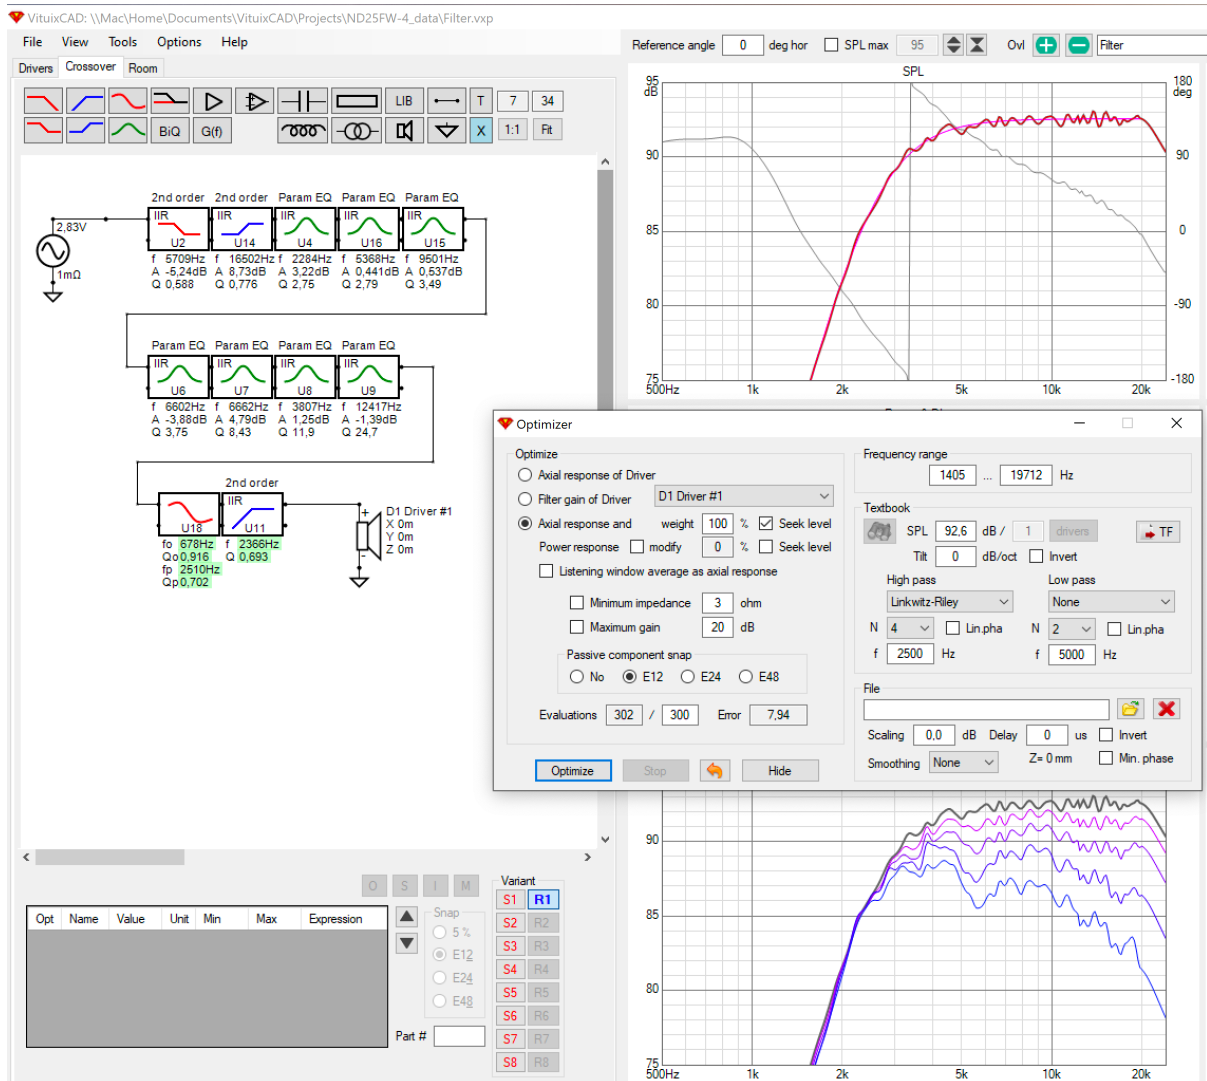 VituixCAD: \\Mac\Home\Documents\VituixCAD\Projects\ND25FW-4_data\Filter.vxp
File View Tools Options Help
Drivers Crossover Room
LIB T 7 34
BiQ G(f) X 1:1 Fit
2nd order 2nd order Param EQ Param EQ Param EQ
IIR IIR IIR IIR IIR
U2 U14 U4 U16 U15
2,83V
1mΩ
f 5709Hz f 16502Hz f 2284Hz f 5368Hz f 9501Hz
A -5,24dB A 8,73dB A 3,22dB A 0,441dB A 0,537dB
Q 0,588 Q 0,776 Q 2,75 Q 2,79 Q 3,49
Param EQ Param EQ Param EQ Param EQ
IIR IIR IIR IIR
U6 U7 U8 U9
f 6602Hz f 6662Hz f 3807Hz f 12417Hz
A -3,88dB A 4,79dB A 1,25dB A -1,39dB
Q 3,75 Q 8,43 Q 11,9 Q 24,7
2nd order
IIR
U18 U11
fo 678Hz f 2366Hz
Qo 0,916 Q 0,693
fp 2510Hz
Qp 0,702
D1 Driver #1
X 0m
Y 0m
Z 0m
O S I M
Opt Name Value Unit Min Max Expression
Snap
5 %
E12
E24
E48
Part #
Variant
S1 R1
S2 R2
S3 R3
S4 R4
S5 R5
S6 R6
S7 R7
S8 R8
Reference angle 0 deg hor SPL max 95 Ovl Filter
SPL
95 180
dB deg
90 90
85 0
80 -90
75 -180
500Hz 1k 2k 5k 10k 20k
Optimizer
Optimize
Axial response of Driver
Filter gain of Driver D1 Driver #1
Axial response and weight 100 % Seek level
Power response modify 0 % Seek level
Listening window average as axial response
Minimum impedance 3 ohm
Maximum gain 20 dB
Passive component snap
No E12 E24 E48
Evaluations 302 / 300 Error 7,94
Optimize Stop Hide
Frequency range
1405 ... 19712 Hz
Textbook
SPL 92,6 dB / 1 drivers TF
Tilt 0 dB/oct Invert
High pass Low pass
Linkwitz-Riley None
N 4 Lin.pha N 2 Lin.pha
f 2500 Hz f 5000 Hz
File
Scaling 0,0 dB Delay 0 us Invert
Smoothing None Z= 0 mm Min. phase
90
85
80
75
500Hz 1k 2k 5k 10k 20k